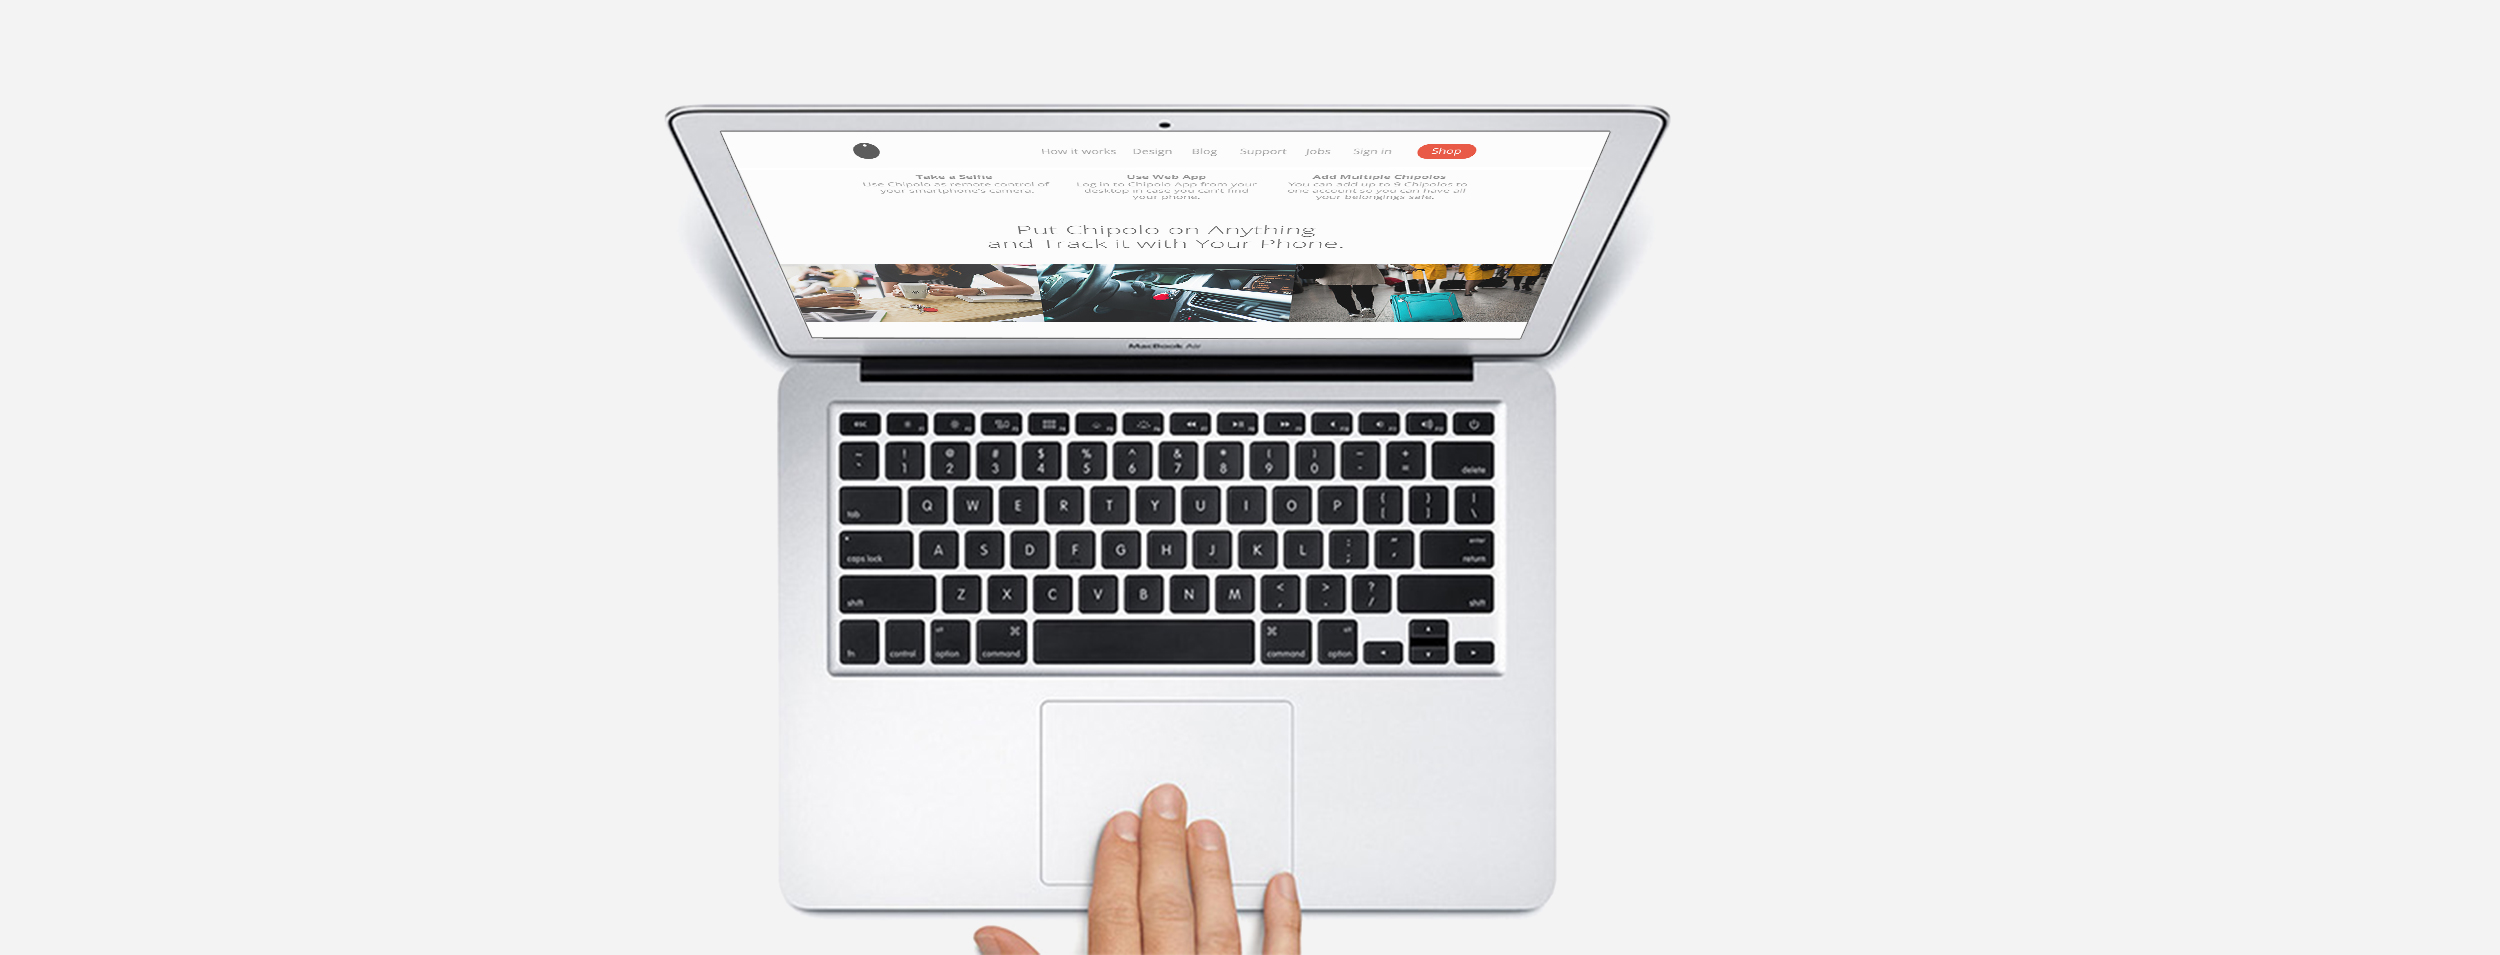 How it works Design Blog Support Jobs Sign in Shop
Take a Selfie
Use Chipolo as remote control of
your smartphone's camera.
Use Web App
Log in to Chipolo App from your
desktop in case you can't find
your phone.
Add Multiple Chipolos
You can add up to 9 Chipolos to
one account so you can have all
your belongings safe.
Put Chipolo on Anything
and Track it with Your Phone.
MacBook Air
esc
~ ! @ # $ % ^ & * ( ) - +
` 1 2 3 4 5 6 7 8 9 0 - = delete
tab Q W E R T Y U I O P { [ } ] | \
caps lock A S D F G H J K L : ; " ' enter return
shift Z X C V B N M < , > . ? / shift
fn control alt option ⌘ command ⌘ command alt option